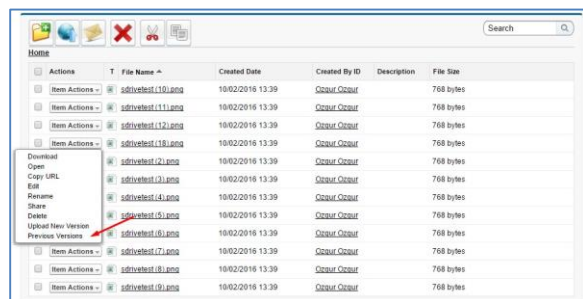 Search
Home
Actions T File Name Created Date Created By ID Description File Size
Item Actions sdrivetest (10).png 10/02/2016 13:39 Ozgur Ozgur 768 bytes
Item Actions sdrivetest (11).png 10/02/2016 13:39 Ozgur Ozgur 768 bytes
Item Actions sdrivetest (12).png 10/02/2016 13:39 Ozgur Ozgur 768 bytes
Item Actions sdrivetest (18).png 10/02/2016 13:39 Ozgur Ozgur 768 bytes
Download
Open
Copy URL
Edit
Rename
Share
Delete
Upload New Version
Previous Versions
sdrivetest (2).png 10/02/2016 13:39 Ozgur Ozgur 768 bytes
sdrivetest (3).png 10/02/2016 13:39 Ozgur Ozgur 768 bytes
sdrivetest (4).png 10/02/2016 13:39 Ozgur Ozgur 768 bytes
sdrivetest (5).png 10/02/2016 13:39 Ozgur Ozgur 768 bytes
sdrivetest (6).png 10/02/2016 13:39 Ozgur Ozgur 768 bytes
Item Actions sdrivetest (7).png 10/02/2016 13:39 Ozgur Ozgur 768 bytes
Item Actions sdrivetest (8).png 10/02/2016 13:39 Ozgur Ozgur 768 bytes
Item Actions sdrivetest (9).png 10/02/2016 13:39 Ozgur Ozgur 768 bytes